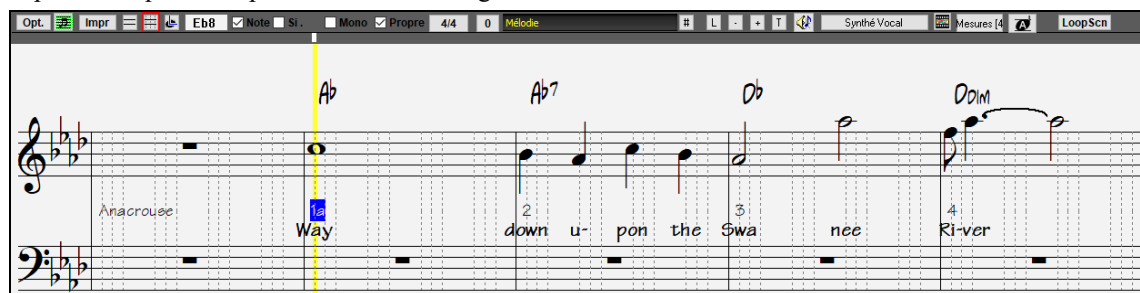 Opt. Impr Eb8 Note Si. Mono Propre 4/4 0 Mélodie # L - + T Synthé Vocal Mesures [4 LoopScn
Ab Ab7 Db Ddim
Anacrouse 1a 2 3 4
Way down u- pon the Swa nee Ri-ver